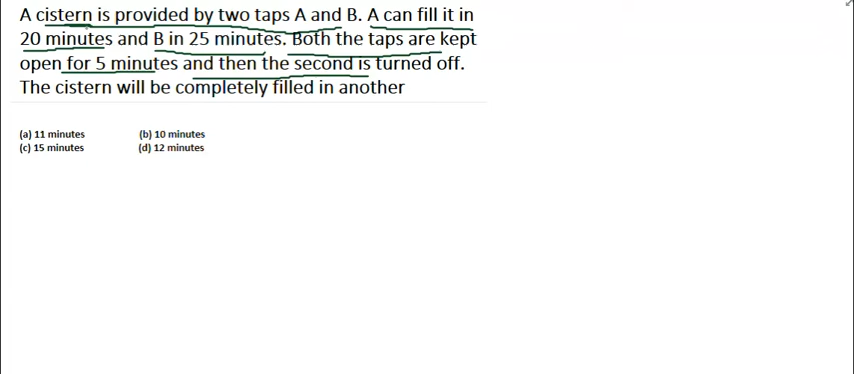 A cistern is provided by two taps A and B. A can fill it in
20 minutes and B in 25 minutes. Both the taps are kept
open for 5 minutes and then the second is turned off.
The cistern will be completely filled in another
(a) 11 minutes (b) 10 minutes
(c) 15 minutes (d) 12 minutes